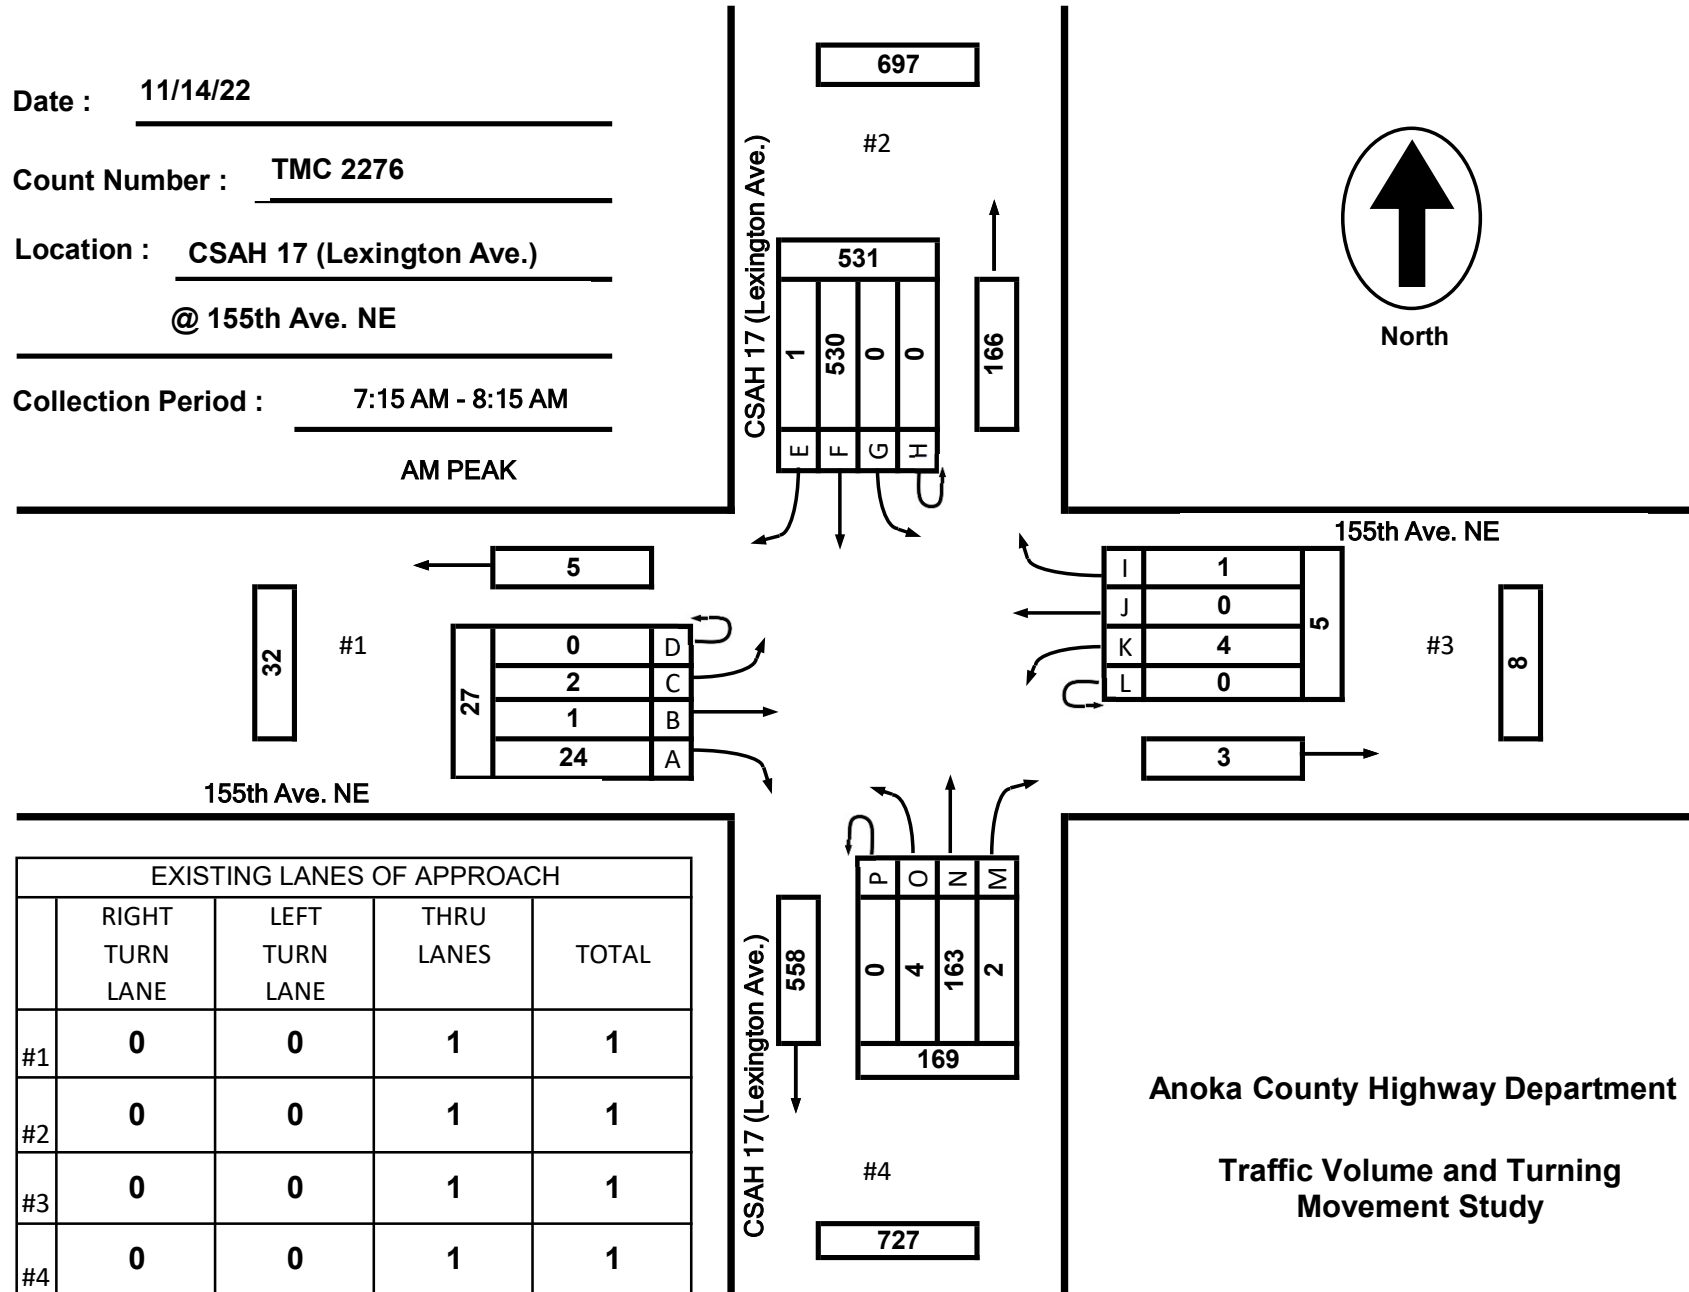 Date : 11/14/22
Count Number : TMC 2276
Location : CSAH 17 (Lexington Ave.)
@ 155th Ave. NE
Collection Period : 7:15 AM - 8:15 AM
AM PEAK
697
#2
CSAH 17 (Lexington Ave.)
531
1 530 0 0
E F G H
166
North
155th Ave. NE
5
32
#1
27
0 D
2 C
1 B
24 A
155th Ave. NE
I 1
J 0
K 4
L 0
5
#3
8
3
P O N M
0 4 163 2
169
558
CSAH 17 (Lexington Ave.)
#4
727
EXISTING LANES OF APPROACH
RIGHT LEFT THRU
TURN TURN LANES TOTAL
LANE LANE
#1 0 0 1 1
#2 0 0 1 1
#3 0 0 1 1
#4 0 0 1 1
Anoka County Highway Department
Traffic Volume and Turning
Movement Study